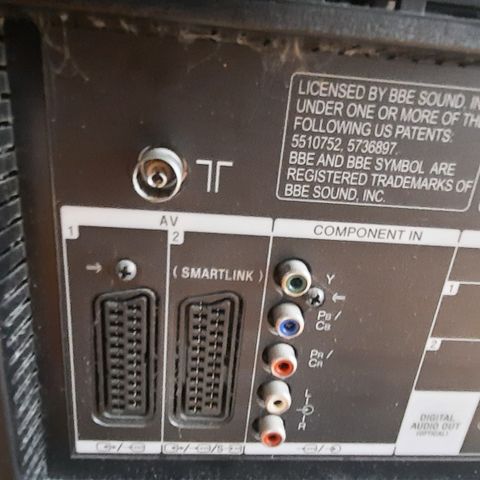 LICENSED BY BBE SOUND, IN
UNDER ONE OR MORE OF THE
FOLLOWING US PATENTS:
5510752, 5736897.
BBE AND BBE SYMBOL ARE
REGISTERED TRADEMARKS OF
BBE SOUND, INC.
AV
1
2
(SMARTLINK)
COMPONENT IN
Y
PB/
CB
PR/
CR
L
R
1
2
DIGITAL
AUDIO OUT
(OPTICAL)
/S